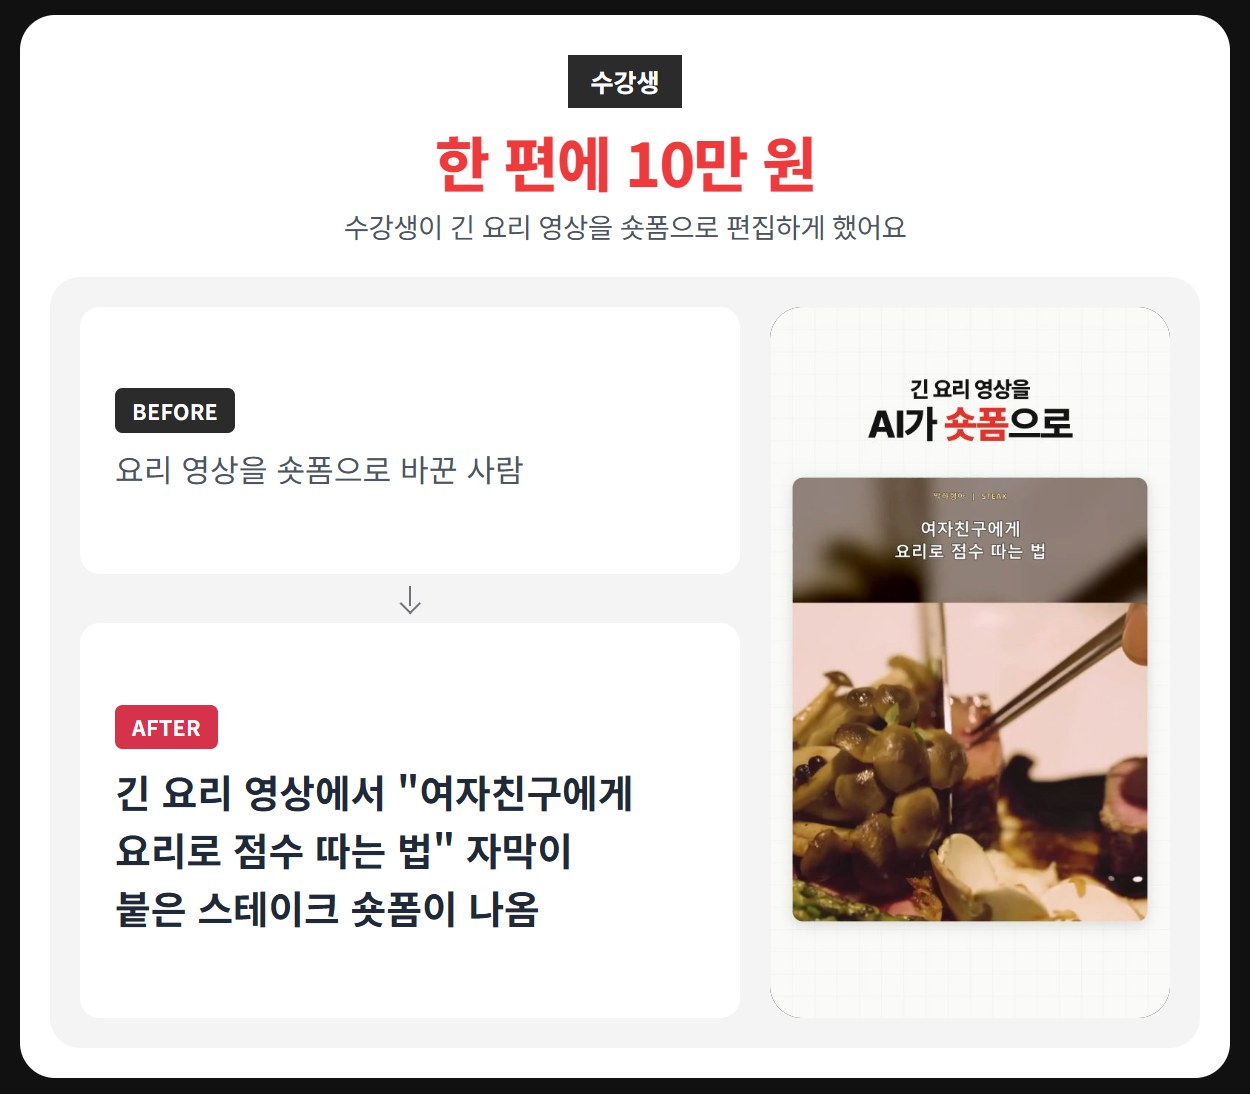 수강생
한 편에 10만 원
수강생이 긴 요리 영상을 숏폼으로 편집하게 했어요
BEFORE
요리 영상을 숏폼으로 바꾼 사람
AFTER
긴 요리 영상에서 "여자친구에게
요리로 점수 따는 법" 자막이
붙은 스테이크 숏폼이 나옴
긴 요리 영상을
AI가 숏폼으로
| STEAK
여자친구에게
요리로 점수 따는 법